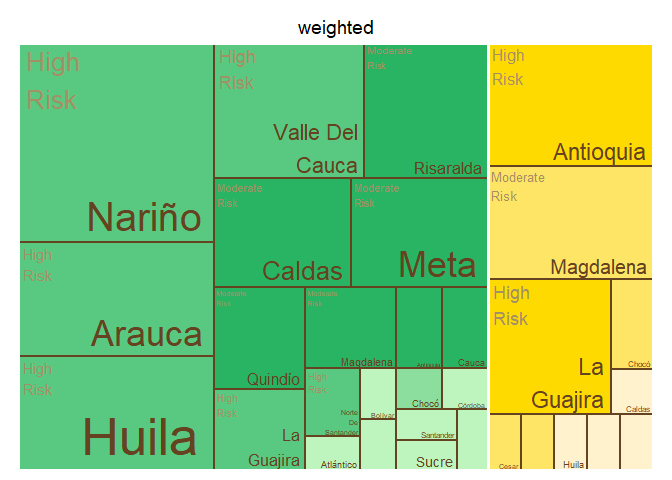 weighted
High
Risk
Nariño
High
Risk
Valle Del
Cauca
Moderate
Risk
Risaralda
High
Risk
Antioquia
Moderate
Risk
Caldas
Moderate
Risk
Meta
Moderate
Risk
Magdalena
High
Risk
Arauca
High
Risk
La
Guajira
Chocó
Caldas
Moderate
Risk
Quindío
Moderate
Risk
Magdalena
Antioquia
Cauca
High
Risk
Huila
High
Risk
La
Guajira
High
Risk
Norte
De
Santander
Bolívar
Chocó
Córdoba
Atlántico
Santander
Sucre
Cesar
Huila